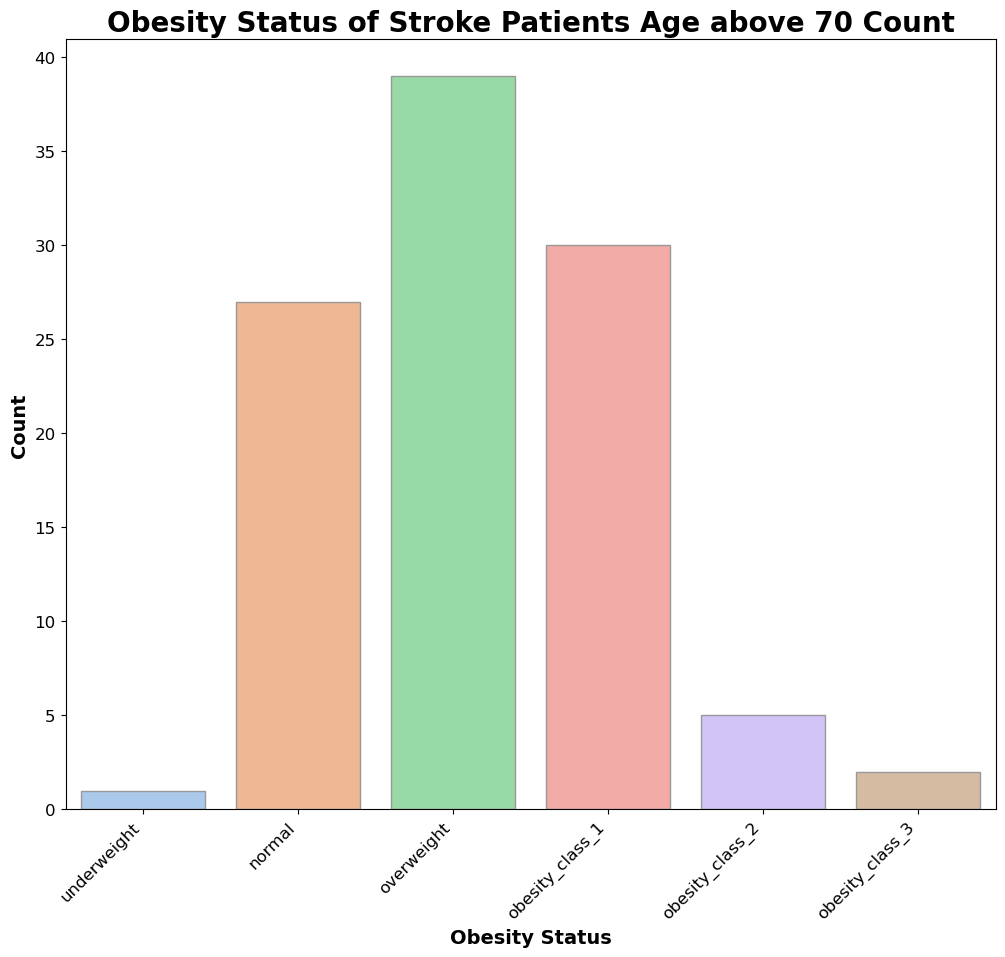 Obesity Status of Stroke Patients Age above 70 Count
40
35
30
25
20
15
10
5
0
Count
underweight
normal
overweight
obesity_class_1
obesity_class_2
obesity_class_3
Obesity Status